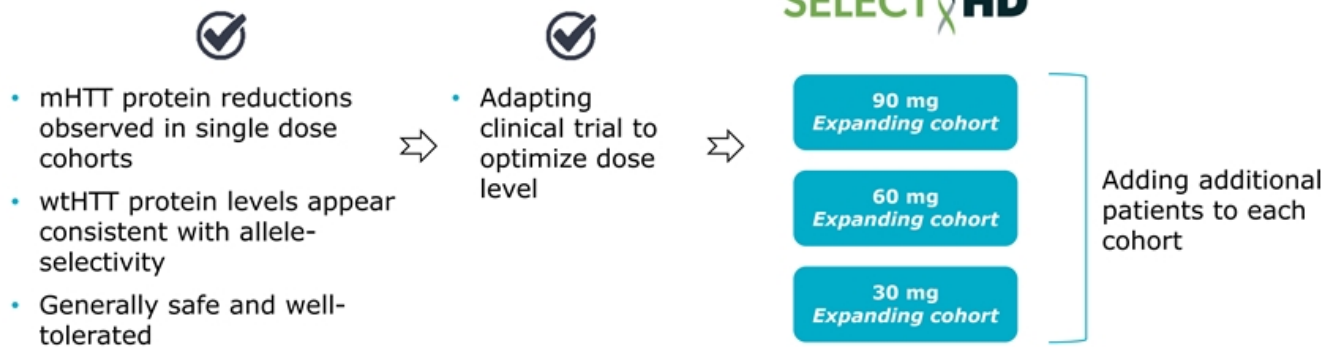 SELECT HD
• mHTT protein reductions
observed in single dose
cohorts
• wtHTT protein levels appear
consistent with allele-
selectivity
• Generally safe and well-
tolerated
• Adapting
clinical trial to
optimize dose
level
90 mg
Expanding cohort
60 mg
Expanding cohort
30 mg
Expanding cohort
Adding additional
patients to each
cohort